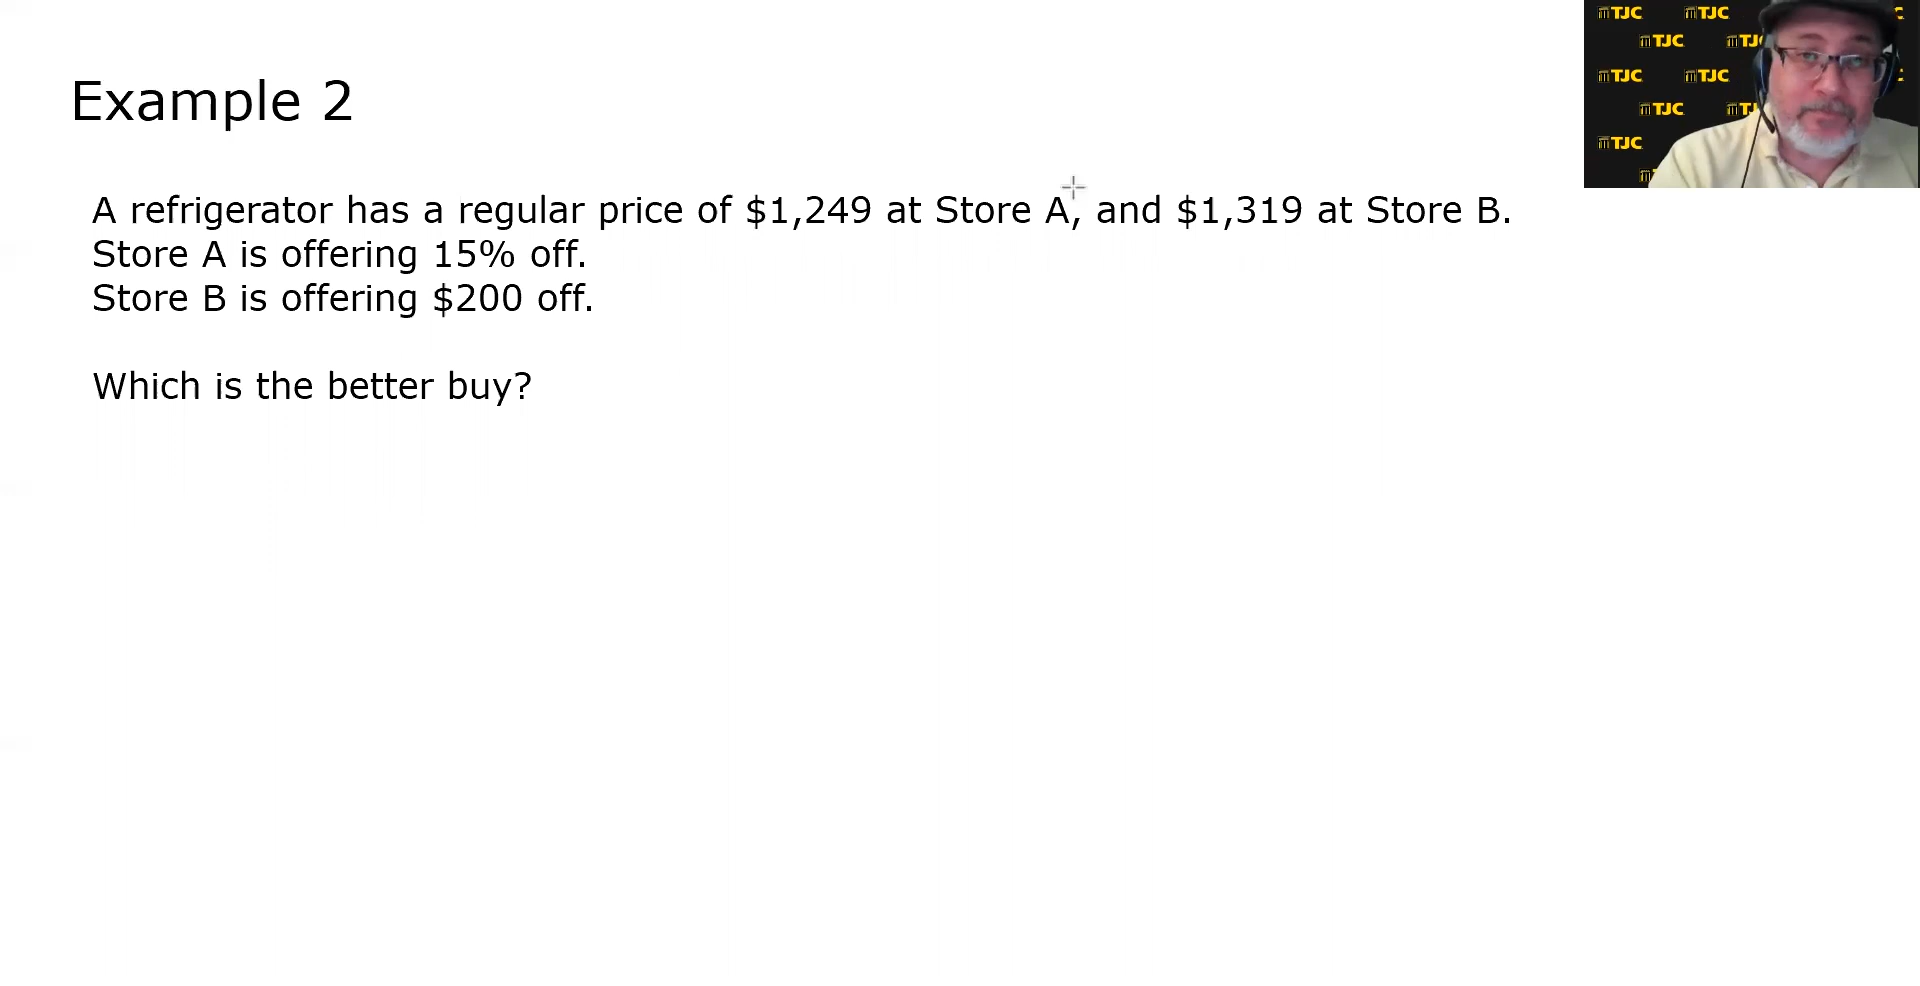 Example 2
A refrigerator has a regular price of $1,249 at Store A, and $1,319 at Store B.
Store A is offering 15% off.
Store B is offering $200 off.
Which is the better buy?
TJC TJC
TJC TJ
TJC TJC
TJC TJ
TJC